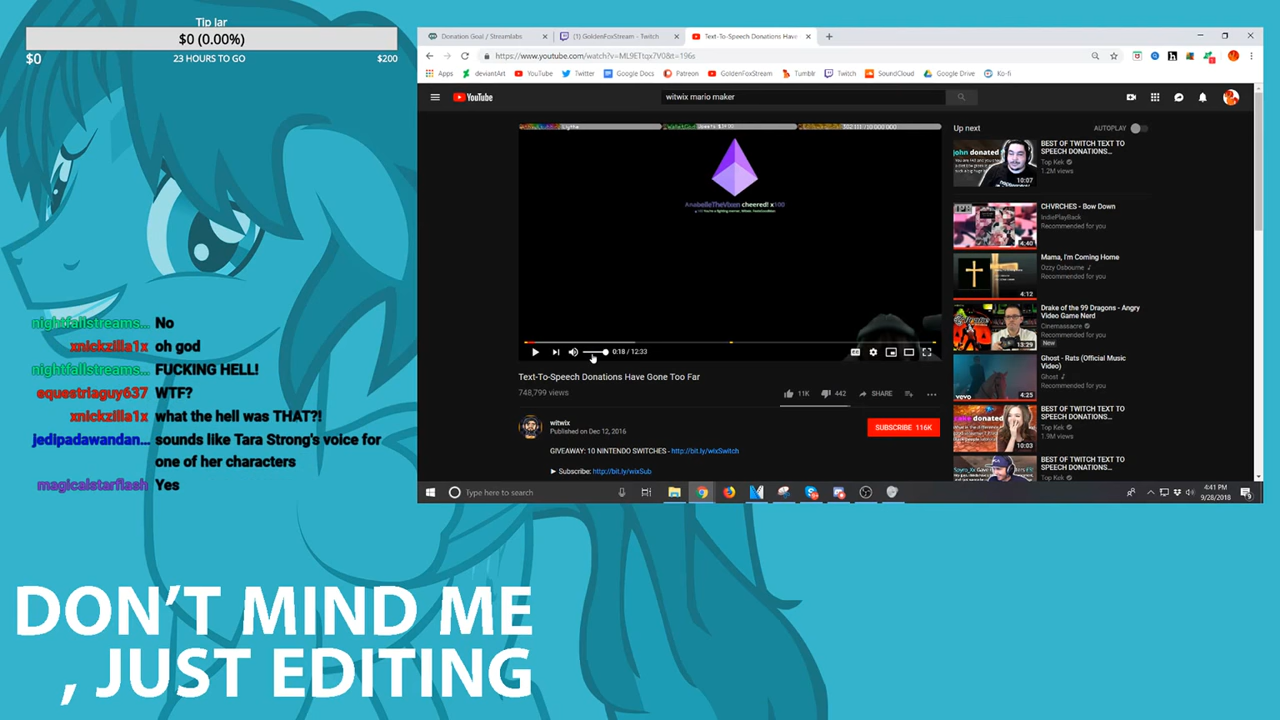 Tip Jar
$0 (0.00%)
$0
23 HOURS TO GO
$200
nightfallstreams... No
xnickzilla1x oh god
nightfallstreams... FUCKING HELL!
equestriaguy637 WTF?
xnickzilla1x what the hell was THAT?!
jedipadawandan... sounds like Tara Strong's voice for
one of her characters
magicalstarflash Yes
DON'T MIND ME
, JUST EDITING
Donation Goal / Streamlabs
(1) GoldenFoxStream - Twitch
Text-To-Speech Donations Have
https://www.youtube.com/watch?v=ML9ETtqx7V0&t=196s
Apps
deviantArt
YouTube
Twitter
Google Docs
Patreon
GoldenFoxStream
Tumblr
Twitch
SoundCloud
Google Drive
Ko-fi
YouTube
witwix mario maker
AnabelleTheVixen cheered! x100
0:18 / 12:33
Text-To-Speech Donations Have Gone Too Far
748,799 views
11K
442
SHARE
witwix
Published on Dec 12, 2016
SUBSCRIBE 116K
GIVEAWAY: 10 NINTENDO SWITCHES - http://bit.ly/wixSwitch
► Subscribe: http://bit.ly/wixSub
Up next
AUTOPLAY
john donated
10:07
BEST OF TWITCH TEXT TO
SPEECH DONATIONS...
Top Kek
1.2M views
4:40
CHVRCHES - Bow Down
IndiePlayBack
Recommended for you
4:12
Mama, I'm Coming Home
Ozzy Osbourne
Recommended for you
13:29
Drake of the 99 Dragons - Angry
Video Game Nerd
Cinemassacre
Recommended for you
New
vevo
4:25
Ghost - Rats (Official Music
Video)
Ghost
Recommended for you
donated
10:03
BEST OF TWITCH TEXT TO
SPEECH DONATIONS...
Top Kek
1.9M views
BEST OF TWITCH TEXT TO
SPEECH DONATIONS...
Type here to search
4:41 PM
9/28/2018